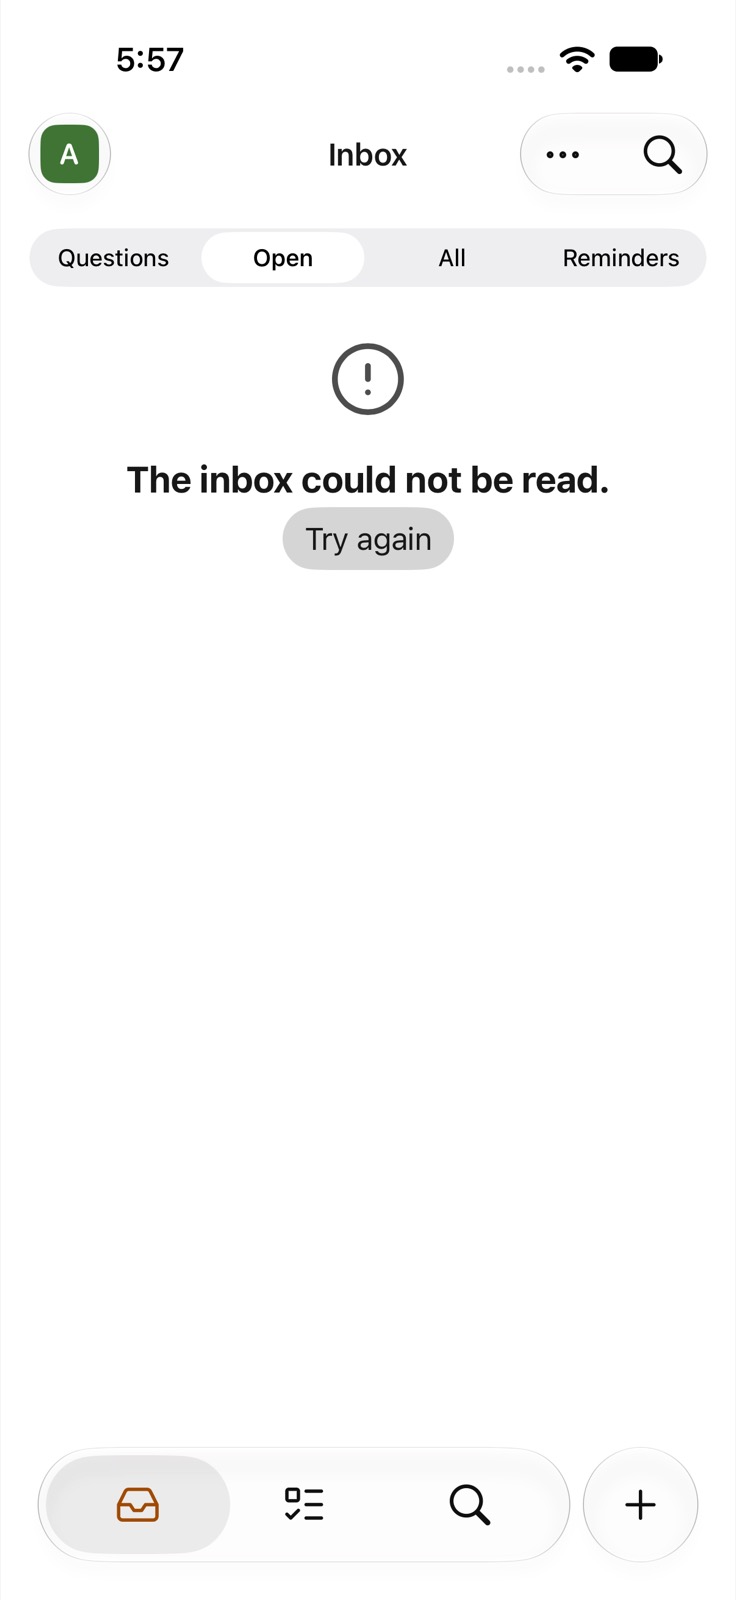 5:57
A
Inbox
Questions
Open
All
Reminders
The inbox could not be read.
Try again